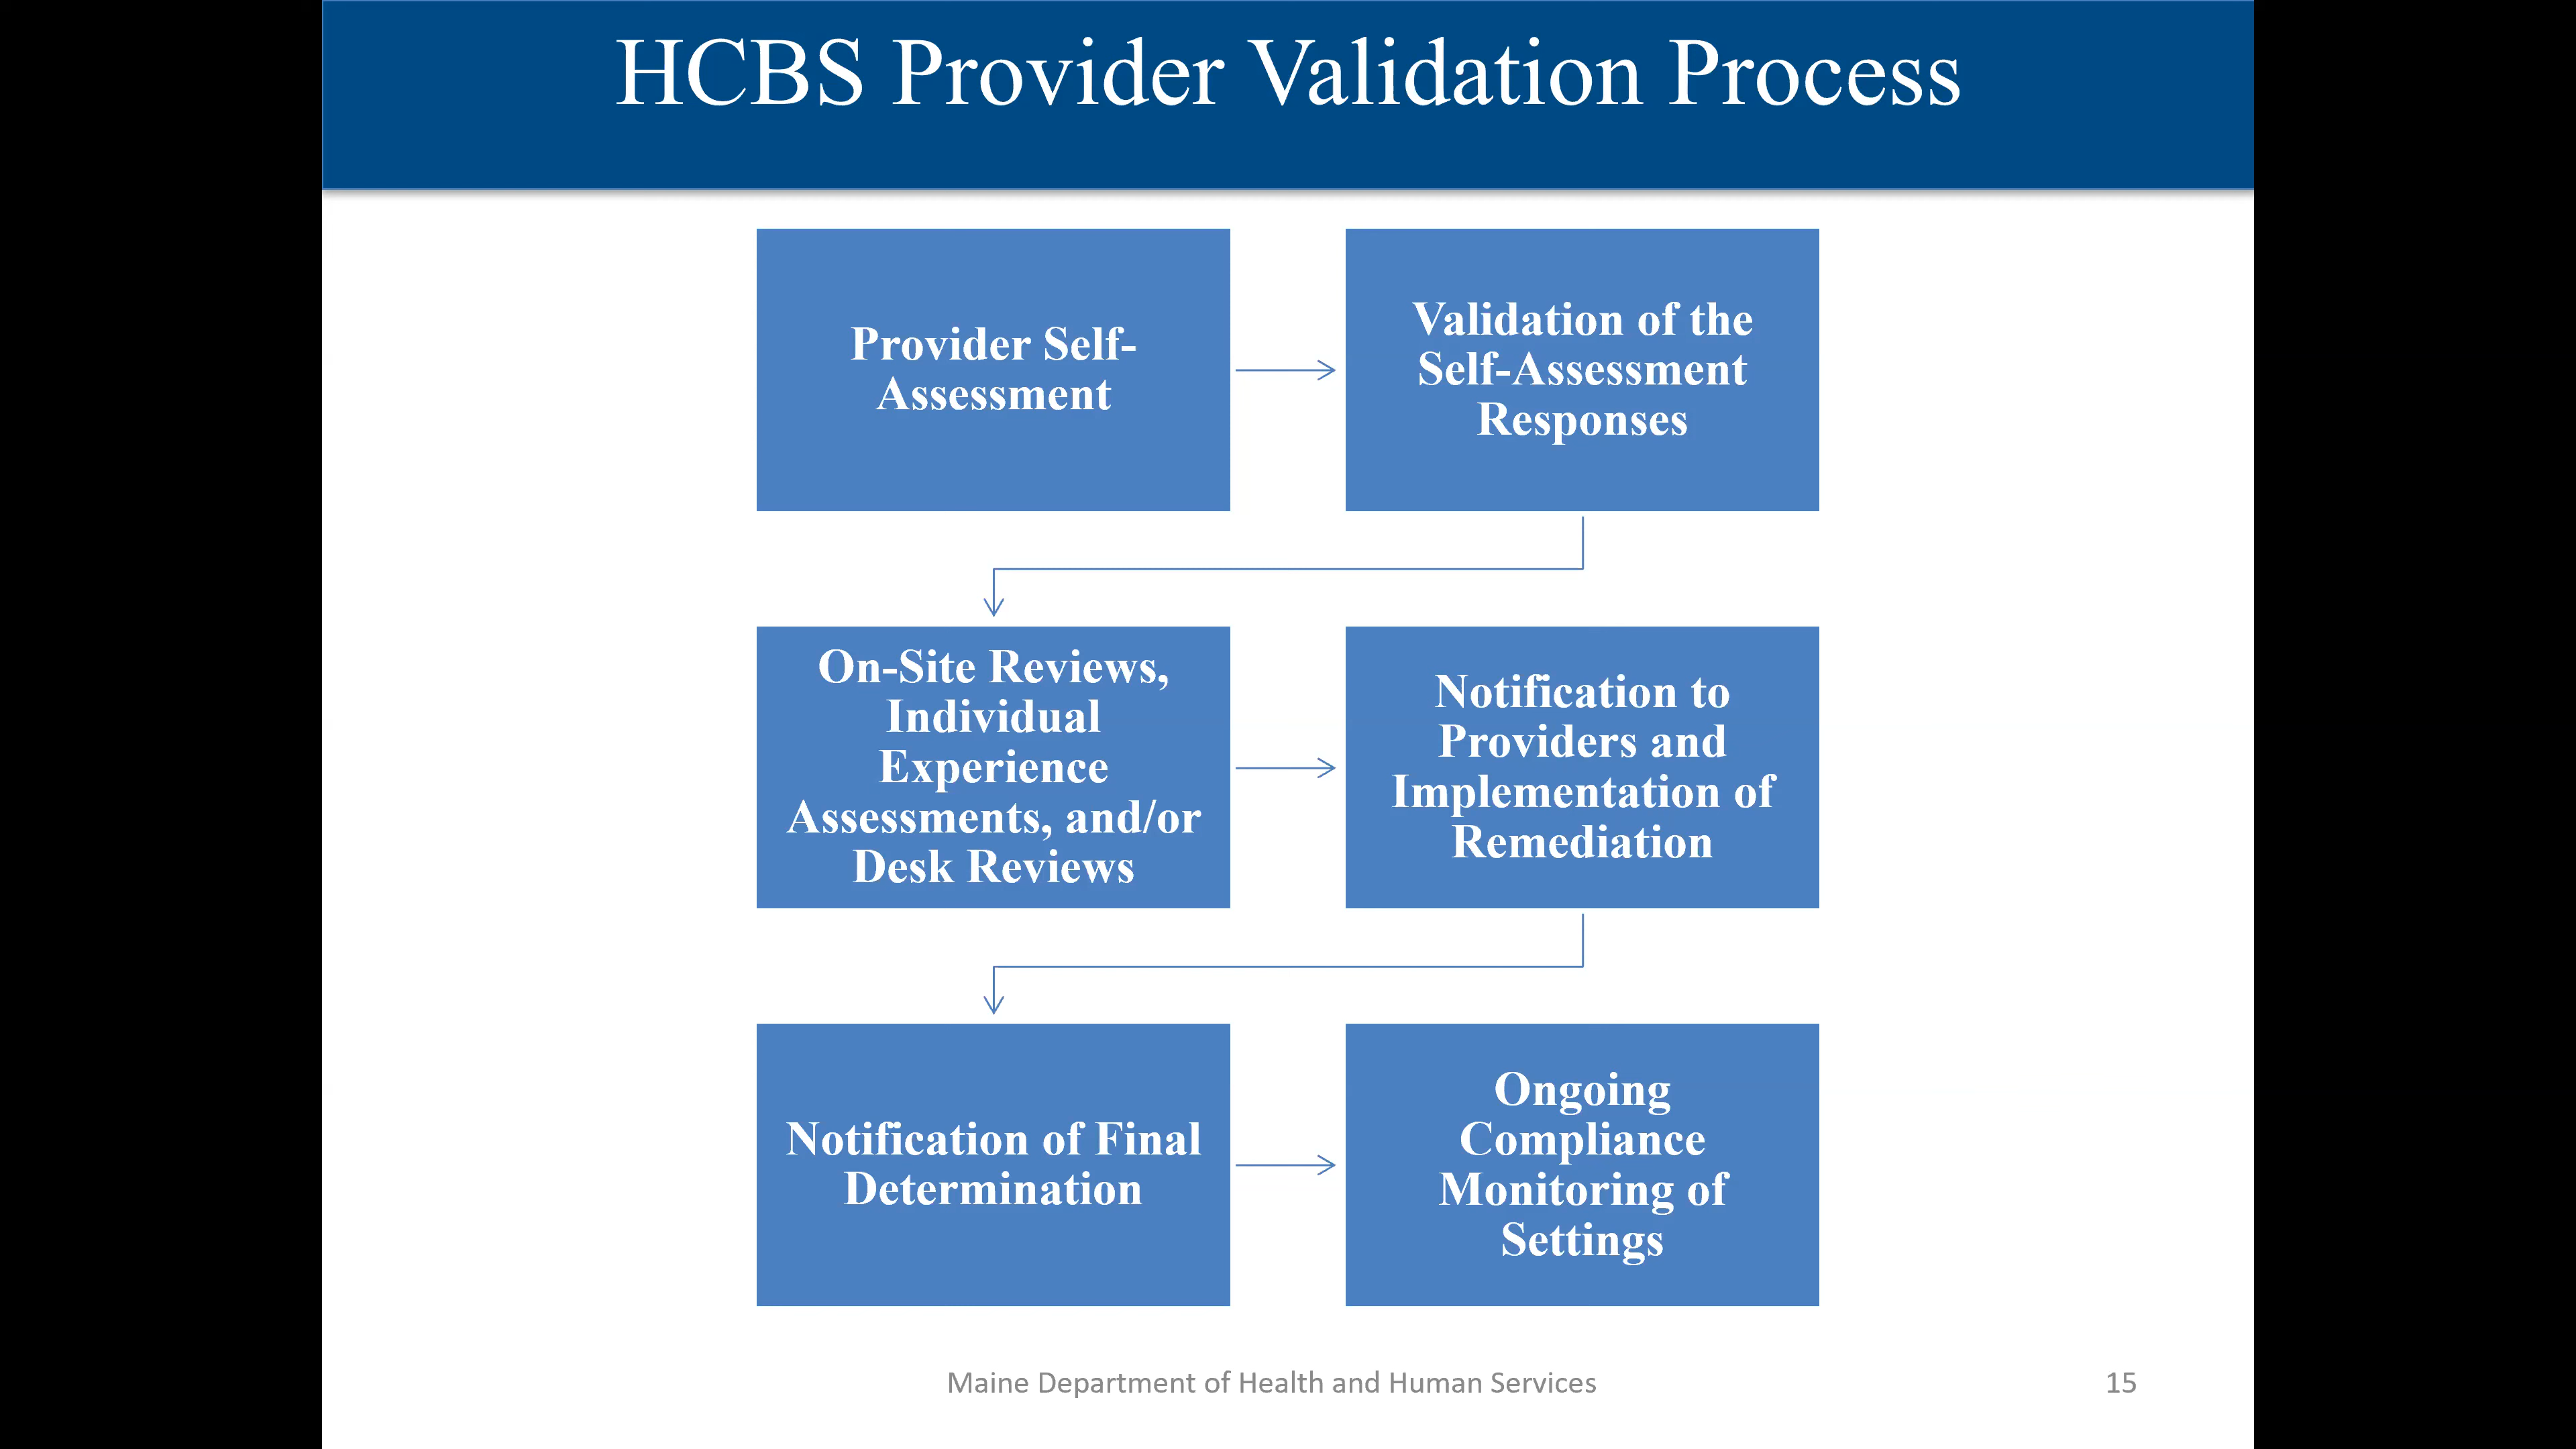 HCBS Provider Validation Process
Provider Self-
Assessment
Validation of the
Self-Assessment
Responses
On-Site Reviews,
Individual
Experience
Assessments, and/or
Desk Reviews
Notification to
Providers and
Implementation of
Remediation
Notification of Final
Determination
Ongoing
Compliance
Monitoring of
Settings
Maine Department of Health and Human Services
15